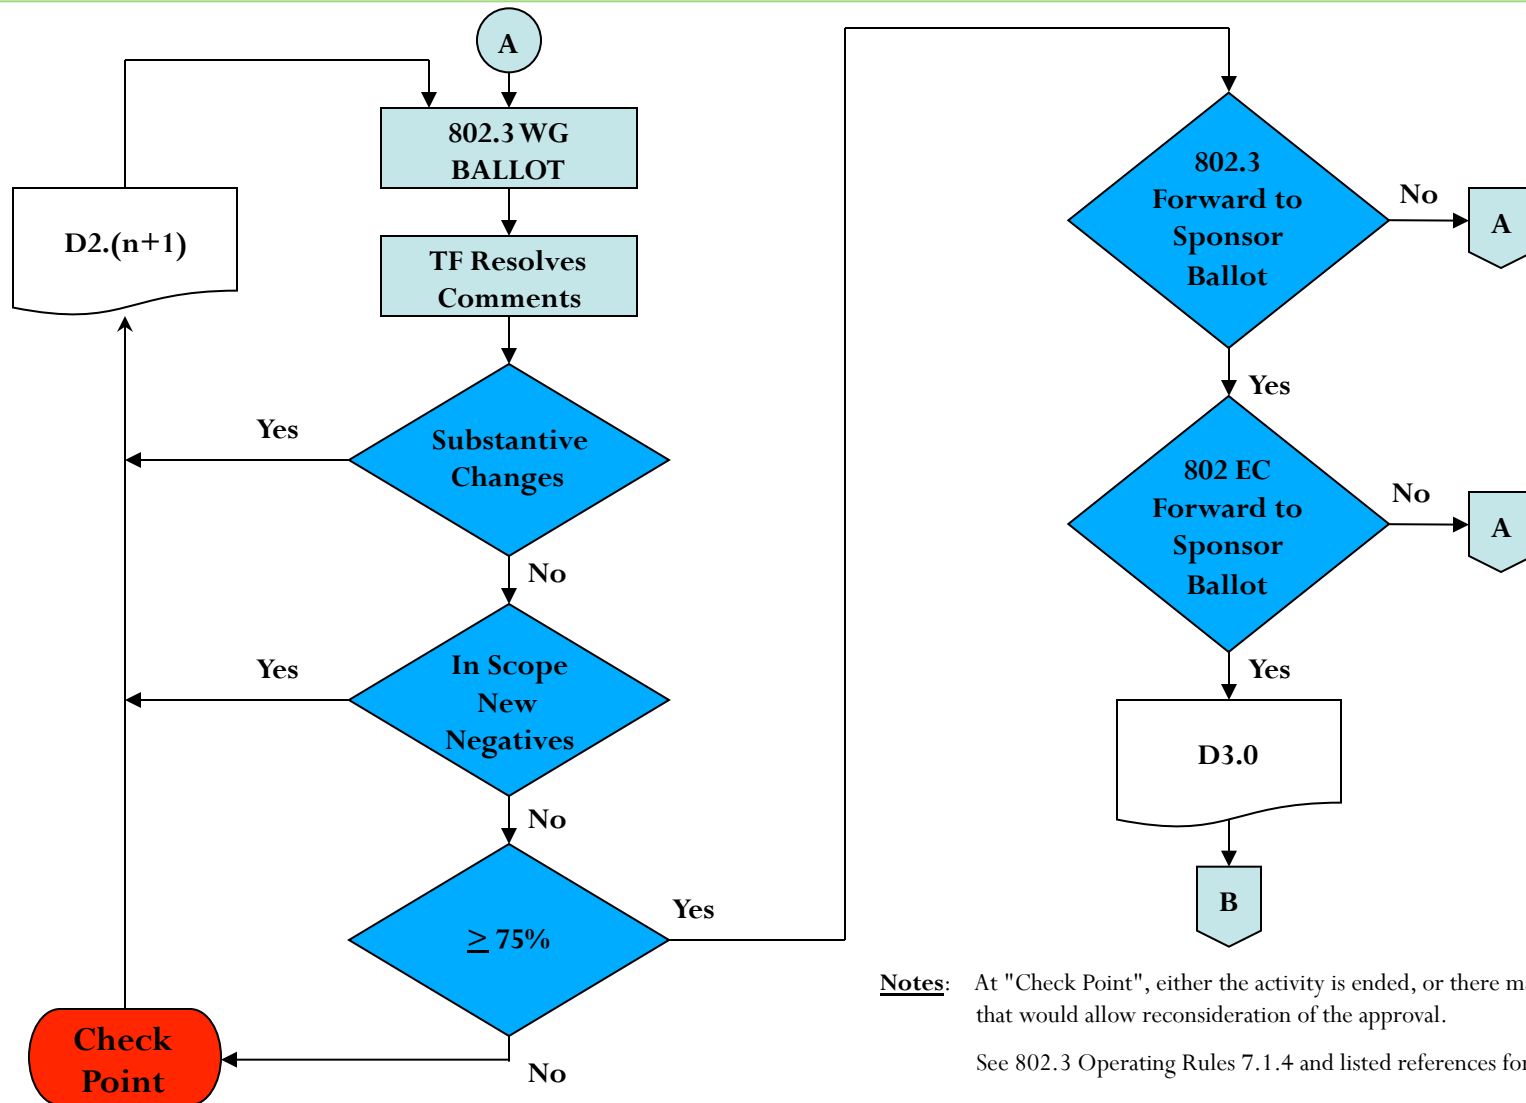 A
802.3 WG
BALLOT
D2.(n+1)
TF Resolves
Comments
Yes
Substantive
Changes
No
Yes
In Scope
New
Negatives
No
≥ 75%
Yes
Check
Point
No
802.3
Forward to
Sponsor
Ballot
No
A
Yes
802 EC
Forward to
Sponsor
Ballot
No
A
Yes
D3.0
B
Notes: At "Check Point", either the activity is ended, or there
that would allow reconsideration of the approval.
See 802.3 Operating Rules 7.1.4 and listed references for